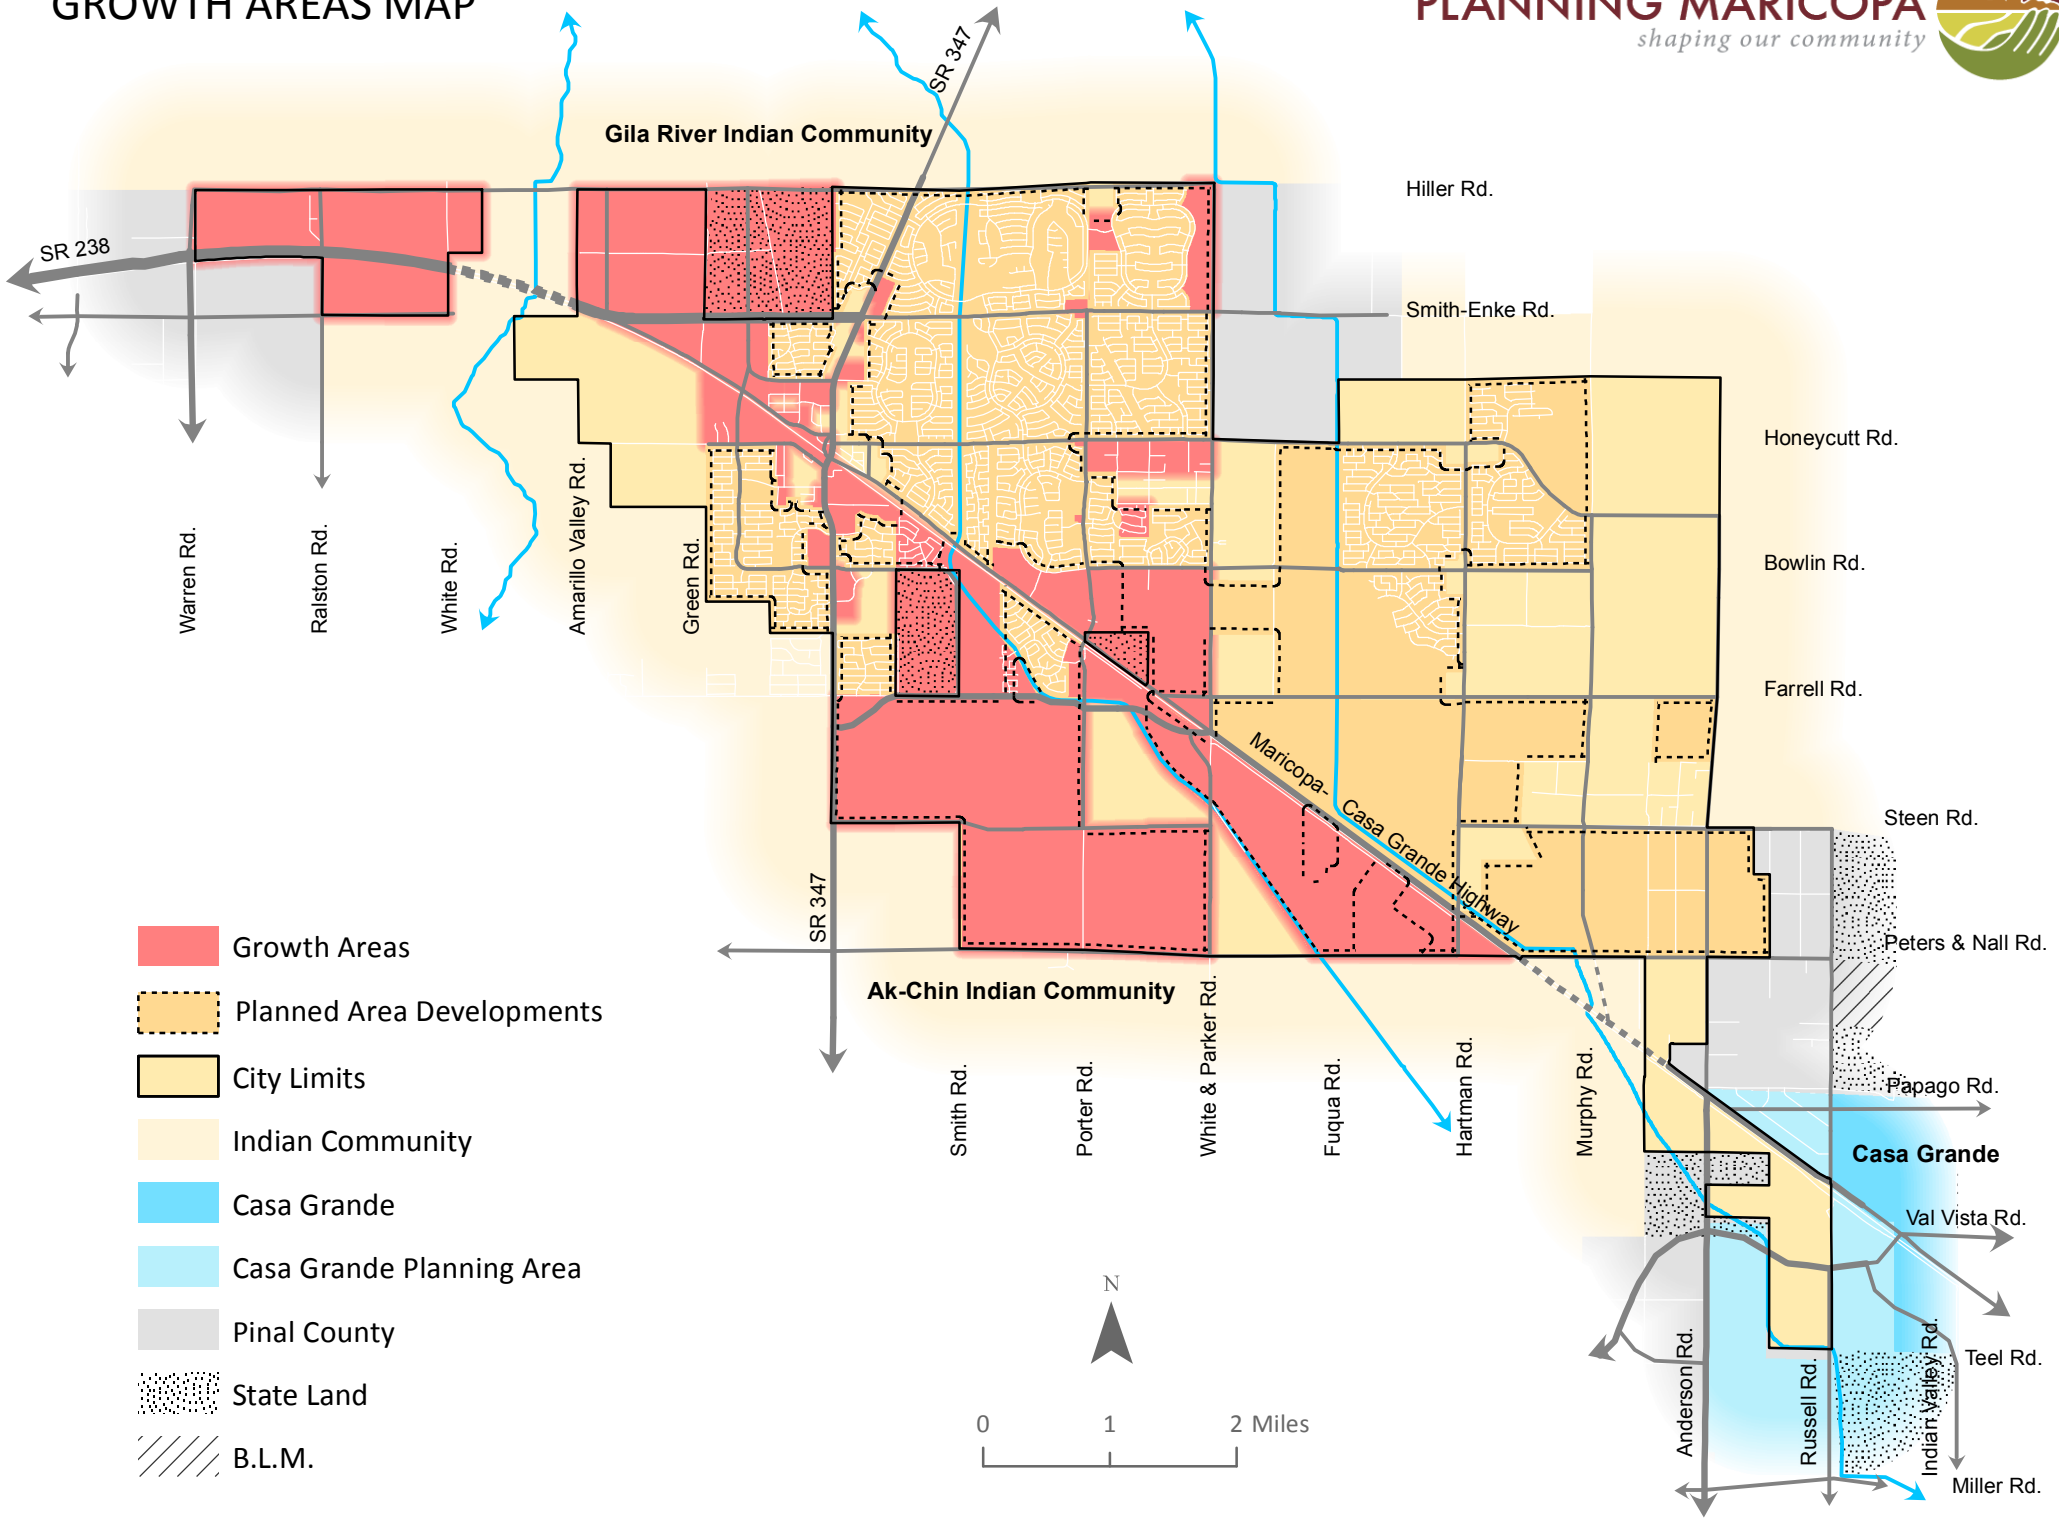 GROWTH AREAS MAP
PLANNING MARICOPA
shaping our community
SR 347
Gila River Indian Community
Hiller Rd.
SR 238
Smith-Enke Rd.
Honeycutt Rd.
Warren Rd.
Ralston Rd.
White Rd.
Amarillo Valley Rd.
Green Rd.
Bowlin Rd.
Farrell Rd.
Maricopa-
Casa Grande Highway
Steen Rd.
SR 347
Peters & Nall Rd.
Ak-Chin Indian Community
Smith Rd.
Porter Rd.
White & Parker Rd.
Fuqua Rd.
Hartman Rd.
Murphy Rd.
Papago Rd.
Casa Grande
Val Vista Rd.
Anderson Rd.
Russell Rd.
Indian Valley Rd.
Teel Rd.
Miller Rd.
Growth Areas
Planned Area Developments
City Limits
Indian Community
Casa Grande
Casa Grande Planning Area
Pinal County
State Land
B.L.M.
N
0 1 2 Miles